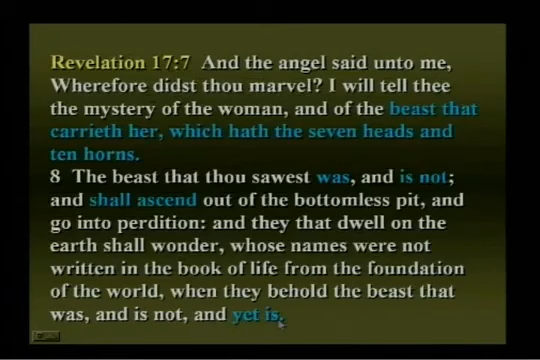 Revelation 17:7 And the angel said unto me,
Wherefore didst thou marvel? I will tell thee
the mystery of the woman, and of the beast that
carrieth her, which hath the seven heads and
ten horns.
8 The beast that thou sawest was, and is not;
and shall ascend out of the bottomless pit, and
go into perdition: and they that dwell on the
earth shall wonder, whose names were not
written in the book of life from the foundation
of the world, when they behold the beast that
was, and is not, and yet is.